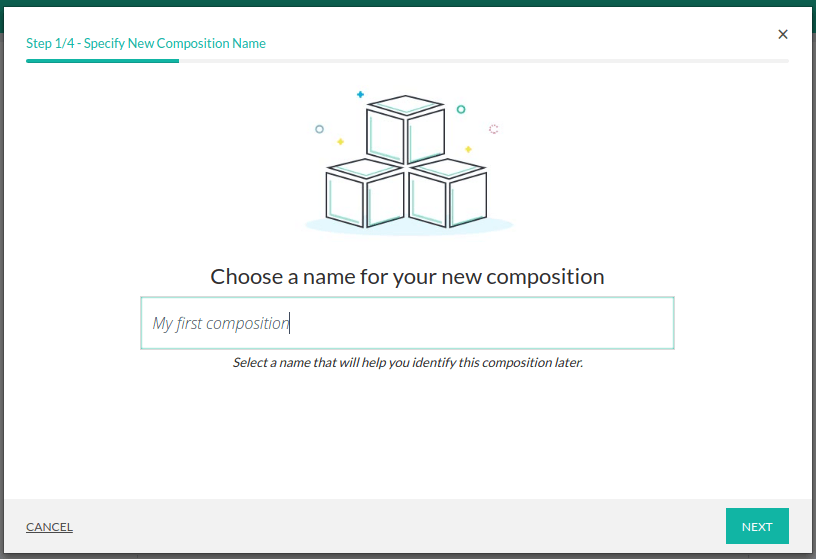 Step 1/4 - Specify New Composition Name
Choose a name for your new composition
My first composition
Select a name that will help you identify this composition later.
CANCEL
NEXT